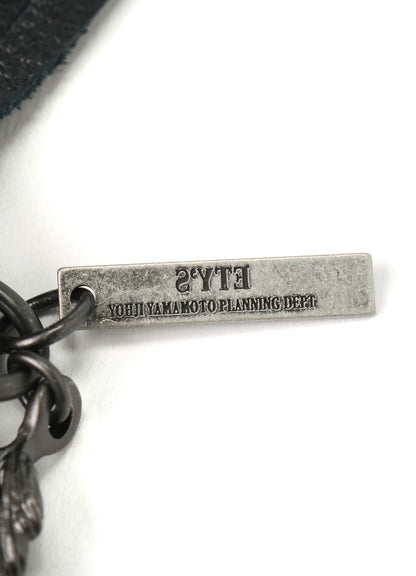 S'YTE
YOHJI YAMAMOTO PLANNING DEPT.